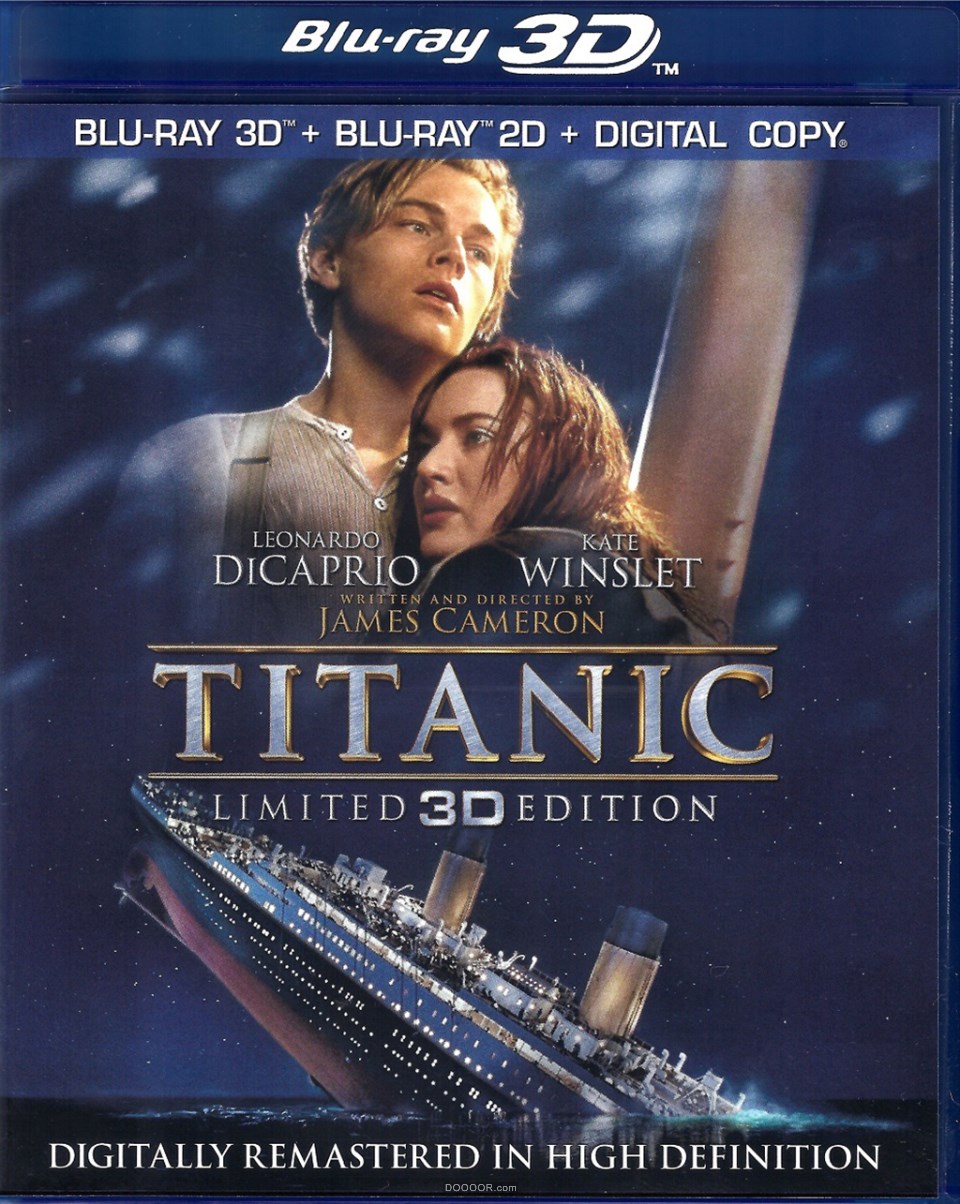 Blu-ray 3D™
BLU-RAY 3D™ + BLU-RAY™ 2D + DIGITAL COPY®
LEONARDO KATE
DiCAPRIO WINSLET
WRITTEN AND DIRECTED BY
JAMES CAMERON
TITANIC
LIMITED 3D EDITION
DIGITALLY REMASTERED IN HIGH DEFINITION
DOOOOR.com